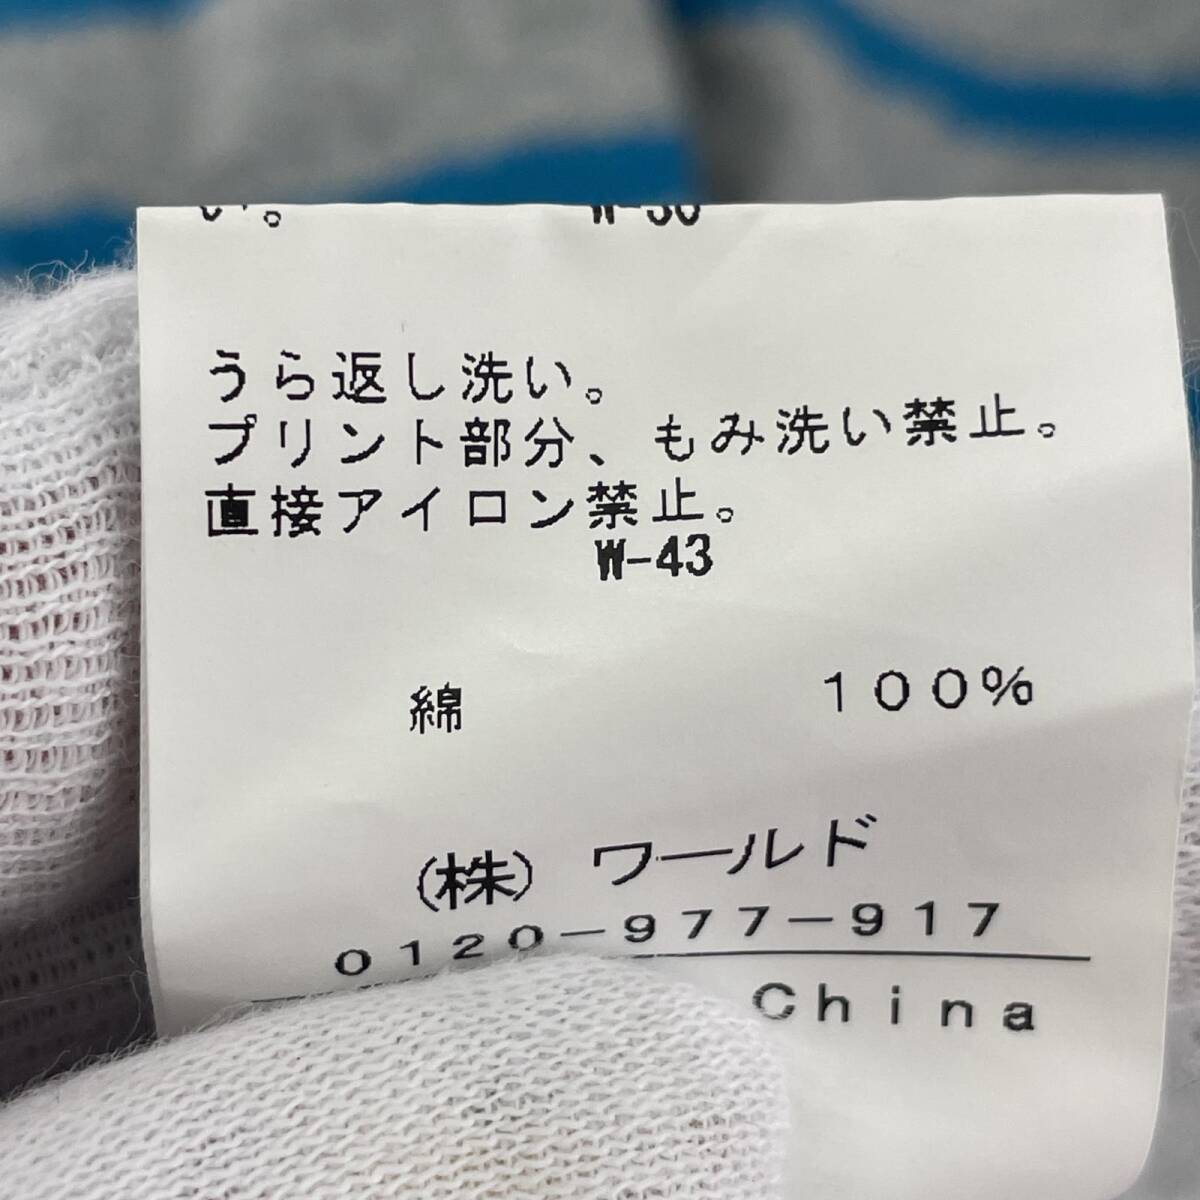 い。
うら返し洗い。
プリント部分、もみ洗い禁止。
直接アイロン禁止。
W-43
綿 100%
(株) ワールド
0120-977-917
China